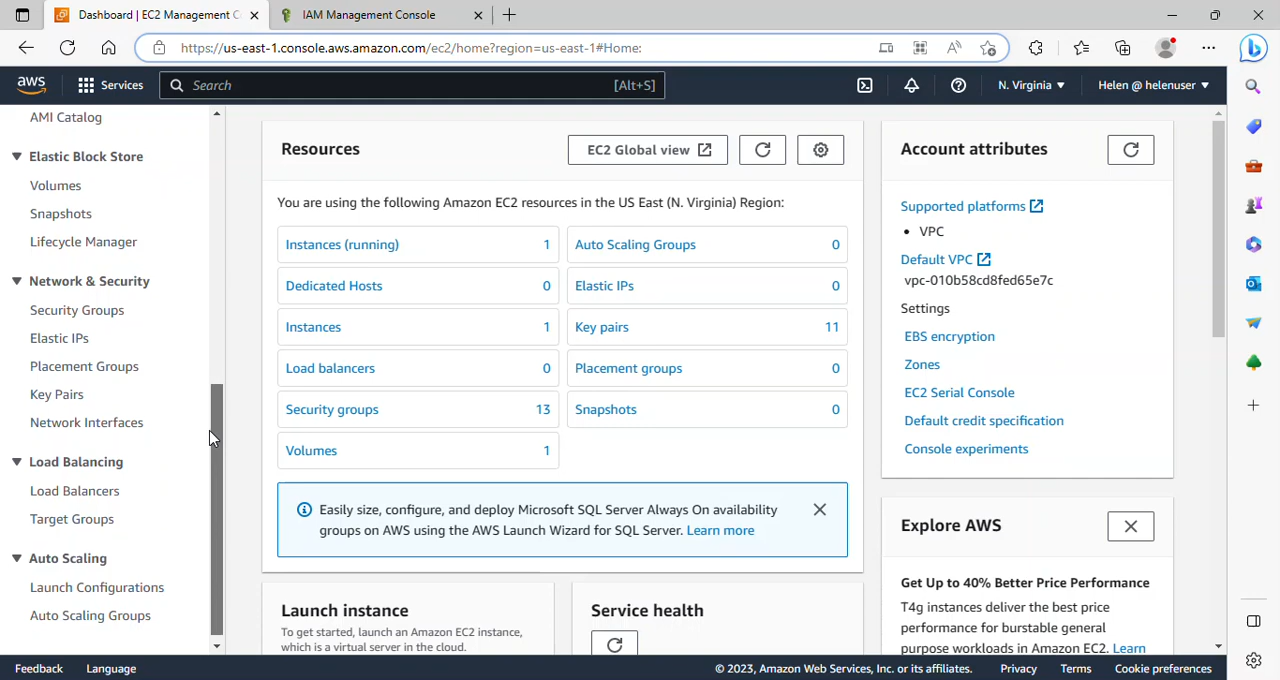 Dashboard | EC2 Management C
IAM Management Console
https://us-east-1.console.aws.amazon.com/ec2/home?region=us-east-1#Home:
aws
Services
Search
[Alt+S]
N. Virginia
Helen @ helenuser
AMI Catalog
Elastic Block Store
Volumes
Snapshots
Lifecycle Manager
Network & Security
Security Groups
Elastic IPs
Placement Groups
Key Pairs
Network Interfaces
Load Balancing
Load Balancers
Target Groups
Auto Scaling
Launch Configurations
Auto Scaling Groups
Resources
EC2 Global view
You are using the following Amazon EC2 resources in the US East (N. Virginia) Region:
Instances (running) 1
Auto Scaling Groups 0
Dedicated Hosts 0
Elastic IPs 0
Instances 1
Key pairs 11
Load balancers 0
Placement groups 0
Security groups 13
Snapshots 0
Volumes 1
Easily size, configure, and deploy Microsoft SQL Server Always On availability
groups on AWS using the AWS Launch Wizard for SQL Server. Learn more
Launch instance
To get started, launch an Amazon EC2 instance,
which is a virtual server in the cloud.
Service health
Account attributes
Supported platforms
• VPC
Default VPC
vpc-010b58cd8fed65e7c
Settings
EBS encryption
Zones
EC2 Serial Console
Default credit specification
Console experiments
Explore AWS
Get Up to 40% Better Price Performance
T4g instances deliver the best price
performance for burstable general
purpose workloads in Amazon EC2. Learn
Feedback
Language
© 2023, Amazon Web Services, Inc. or its affiliates.
Privacy
Terms
Cookie preferences